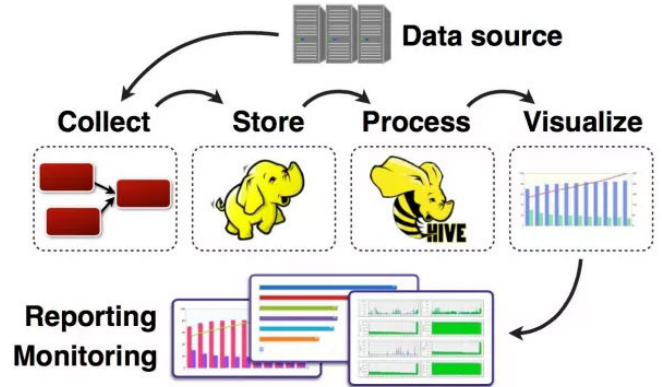 Data source
Collect
Store
Process
Visualize
HIVE
Reporting
Monitoring